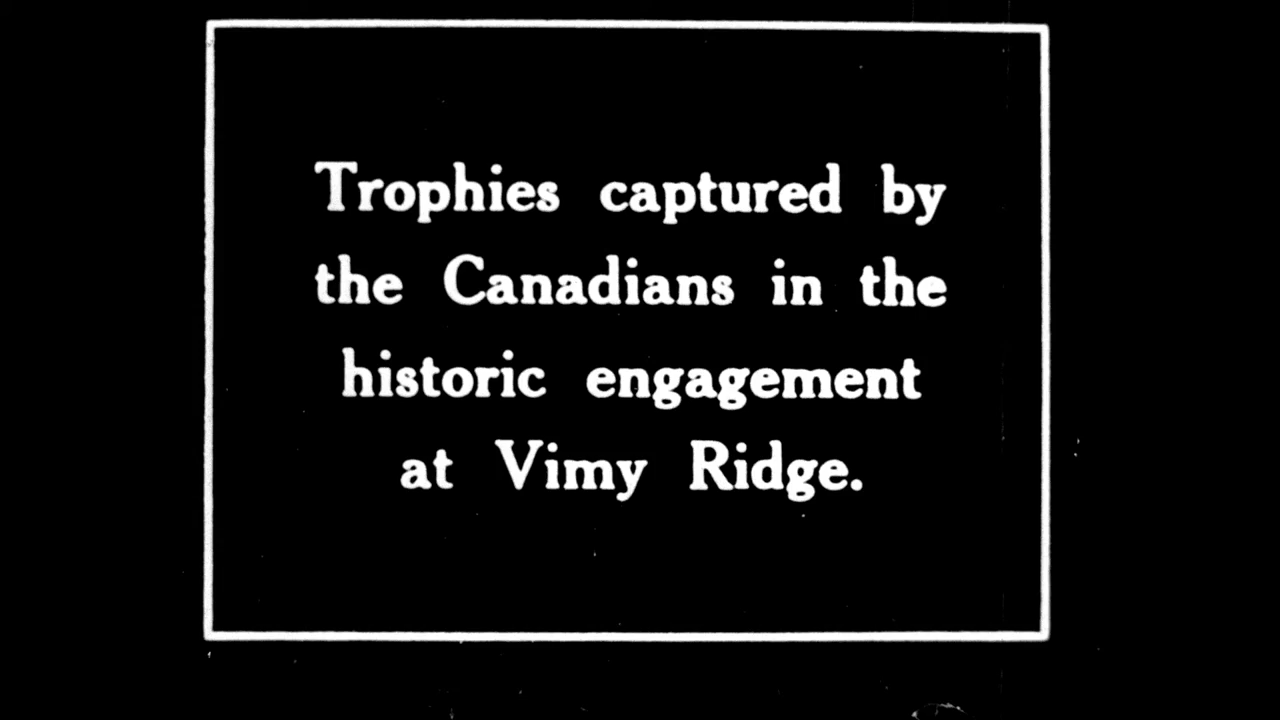 Trophies captured by
the Canadians in the
historic engagement
at Vimy Ridge.